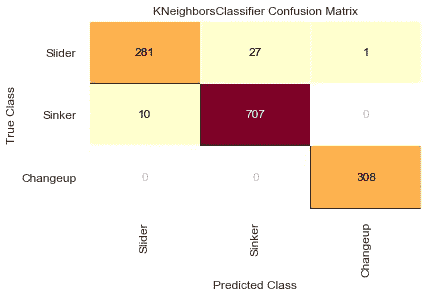 KNeighborsClassifier Confusion Matrix
True Class
Slider 281 27 1
Sinker 10 707 0
Changeup 0 0 308
Slider Sinker Changeup
Predicted Class